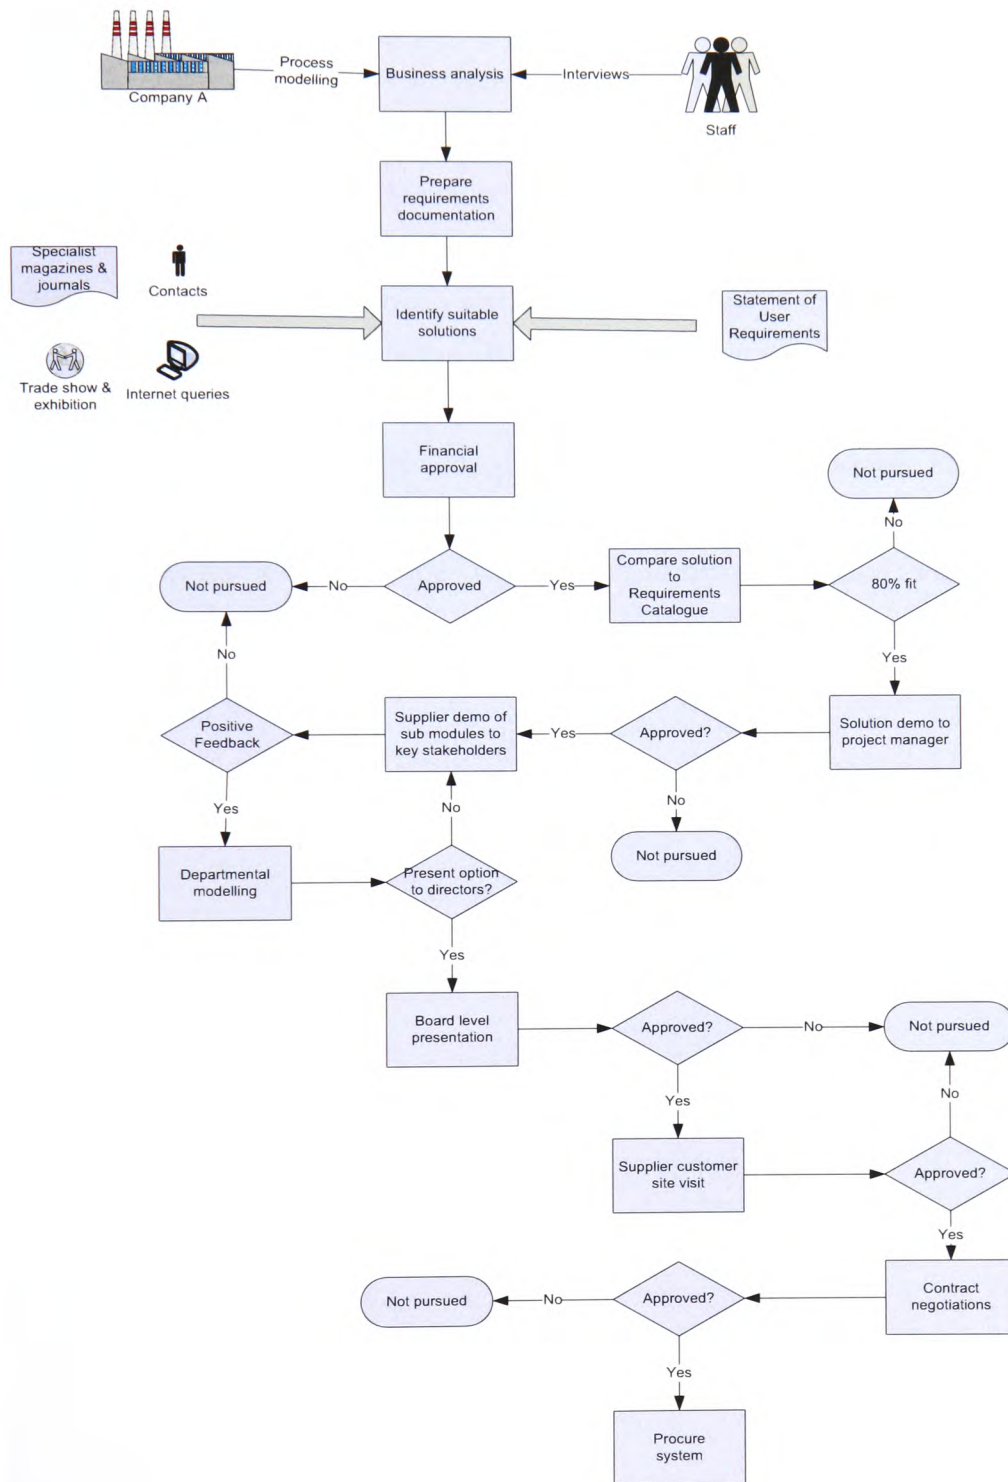 Company A
Process
modelling
Business analysis
Interviews
Staff
Prepare
requirements
documentation
Specialist
magazines &
journals
Contacts
Identify suitable
solutions
Statement of
User
Requirements
Trade show &
exhibition
Internet queries
Financial
approval
Not pursued
No
Not pursued
No
Approved
Yes
Compare solution
to
Requirements
Catalogue
80% fit
No
Yes
Positive
Feedback
Supplier demo of
sub modules to
key stakeholders
Yes
Approved?
Solution demo to
project manager
Yes
No
No
Not pursued
Departmental
modelling
Present option
to directors?
Yes
Board level
presentation
Approved?
No
Not pursued
Yes
No
Supplier customer
site visit
Approved?
Yes
Not pursued
No
Approved?
Contract
negotiations
Yes
Procure
system